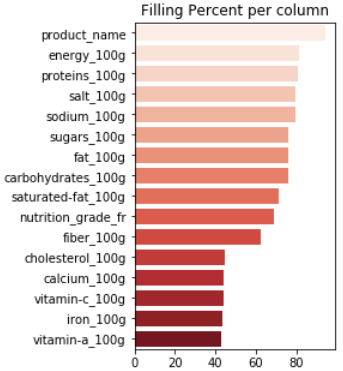 Filling Percent per column
product_name
energy_100g
proteins_100g
salt_100g
sodium_100g
sugars_100g
fat_100g
carbohydrates_100g
saturated-fat_100g
nutrition_grade_fr
fiber_100g
cholesterol_100g
calcium_100g
vitamin-c_100g
iron_100g
vitamin-a_100g
0 20 40 60 80